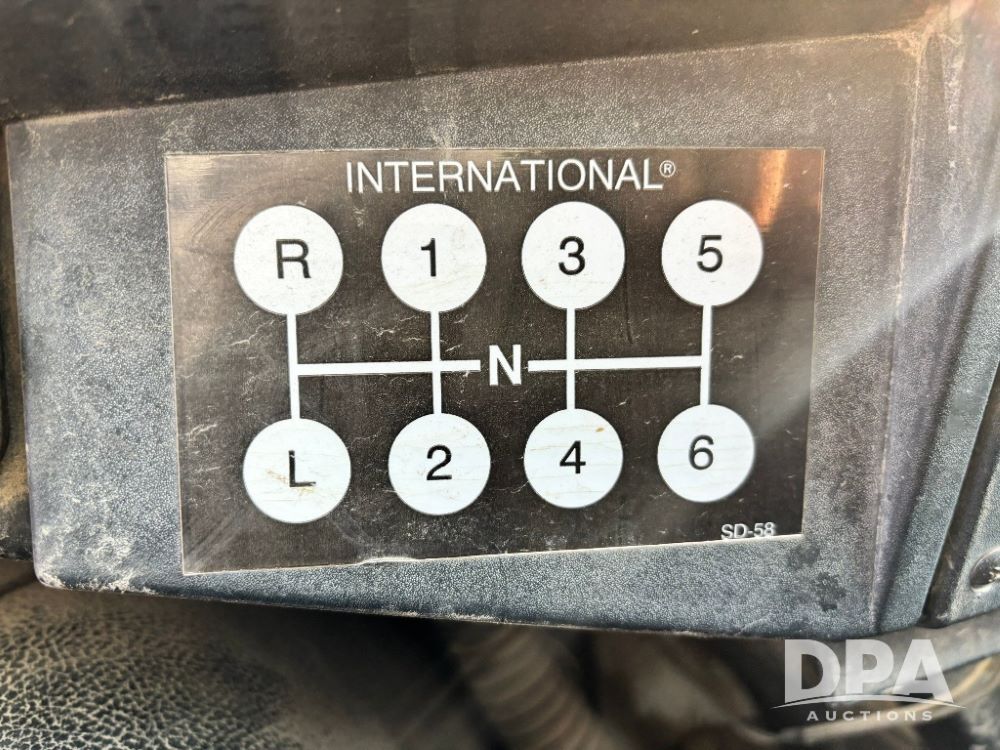 INTERNATIONAL®
R 1 3 5
N
L 2 4 6
SD-58
DPA
AUCTIONS